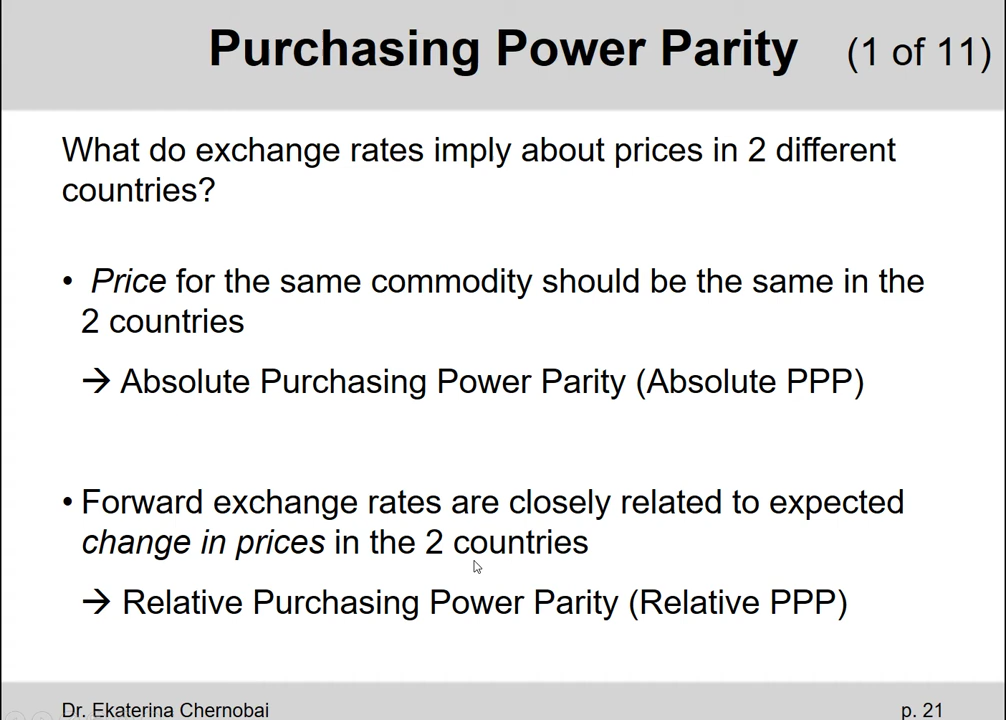 Purchasing Power Parity (1 of 11)
What do exchange rates imply about prices in 2 different
countries?
• Price for the same commodity should be the same in the
2 countries
→ Absolute Purchasing Power Parity (Absolute PPP)
• Forward exchange rates are closely related to expected
change in prices in the 2 countries
→ Relative Purchasing Power Parity (Relative PPP)
Dr. Ekaterina Chernobai p. 21